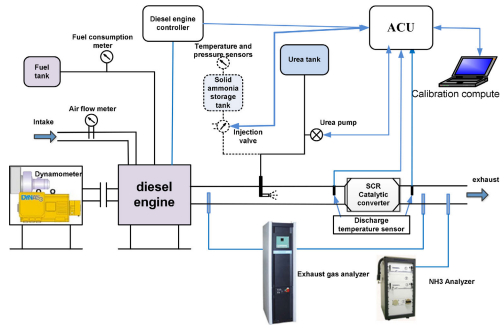 Fuel consumption
meter
Diesel engine
controller
ACU
Temperature and
pressure sensors
Fuel
tank
Urea tank
Solid
ammonia
storage
tank
Calibration compute
Air flow meter
Intake
Injection
valve
Urea pump
Dynamometer
diesel
engine
SCR
Catalytic
converter
exhaust
Discharge
temperature sensor
Exhaust gas analyzer
NH3 Analyzer